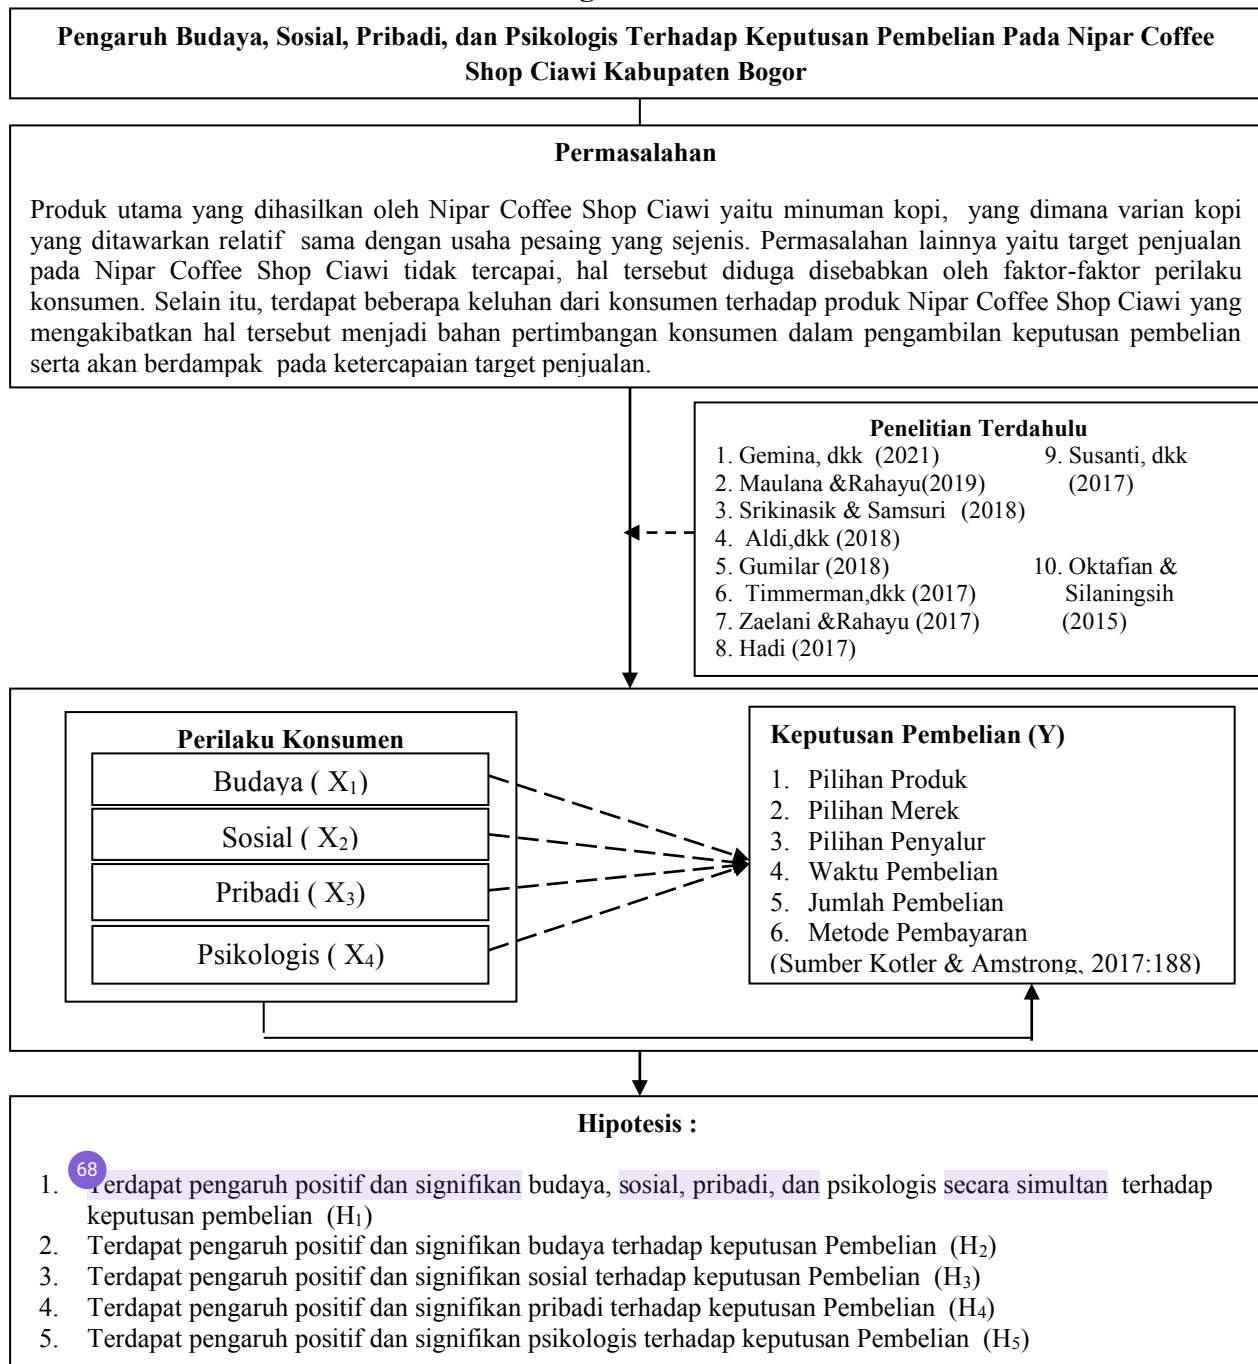 Pengaruh Budaya, Sosial, Pribadi, dan Psikologis Terhadap Keputusan Pembelian Pada Nipar Coffee
Shop Ciawi Kabupaten Bogor
Permasalahan
Produk utama yang dihasilkan oleh Nipar Coffee Shop Ciawi yaitu minuman kopi, yang dimana varian kopi
yang ditawarkan relatif sama dengan usaha pesaing yang sejenis. Permasalahan lainnya yaitu target penjualan
pada Nipar Coffee Shop Ciawi tidak tercapai, hal tersebut diduga disebabkan oleh faktor-faktor perilaku
konsumen. Selain itu, terdapat beberapa keluhan dari konsumen terhadap produk Nipar Coffee Shop Ciawi yang
mengakibatkan hal tersebut menjadi bahan pertimbangan konsumen dalam pengambilan keputusan pembelian
serta akan berdampak pada ketercapaian target penjualan.
Penelitian Terdahulu
1. Gemina, dkk (2021)
2. Maulana &Rahayu(2019)
3. Srikinasik & Samsuri (2018)
4. Aldi,dkk (2018)
5. Gumilar (2018)
6. Timmerman,dkk (2017)
7. Zaelani &Rahayu (2017)
8. Hadi (2017)
9. Susanti, dkk
(2017)
10. Oktafian &
Silaningsih
(2015)
Perilaku Konsumen
Budaya ( X₁)
Sosial ( X₂)
Pribadi ( X₃)
Psikologis ( X₄)
Keputusan Pembelian (Y)
1. Pilihan Produk
2. Pilihan Merek
3. Pilihan Penyalur
4. Waktu Pembelian
5. Jumlah Pembelian
6. Metode Pembayaran
(Sumber Kotler & Amstrong, 2017:188)
Hipotesis :
68
1. Terdapat pengaruh positif dan signifikan budaya, sosial, pribadi, dan psikologis secara simultan terhadap
keputusan pembelian (H₁)
2. Terdapat pengaruh positif dan signifikan budaya terhadap keputusan Pembelian (H₂)
3. Terdapat pengaruh positif dan signifikan sosial terhadap keputusan Pembelian (H₃)
4. Terdapat pengaruh positif dan signifikan pribadi terhadap keputusan Pembelian (H₄)
5. Terdapat pengaruh positif dan signifikan psikologis terhadap keputusan Pembelian (H₅)